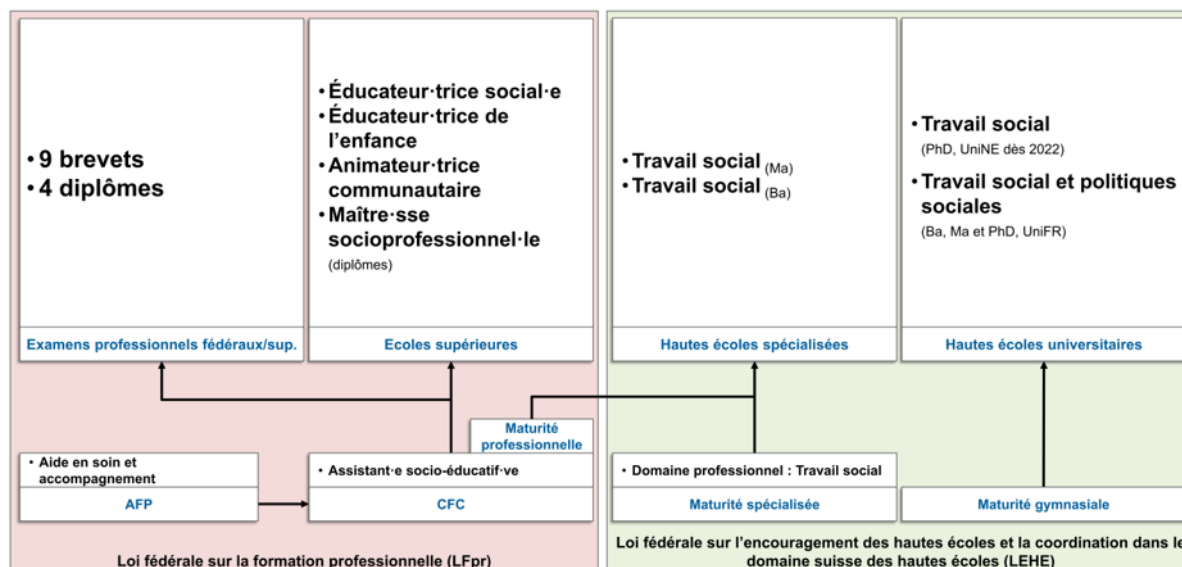 • 9 brevets
• 4 diplômes
Examens professionnels fédéraux/sup.
• Éducateur·trice social·e
• Éducateur·trice de
l'enfance
• Animateur·trice
communautaire
• Maître·sse
socioprofessionnel·le
(diplômes)
Ecoles supérieures
• Travail social (Ma)
• Travail social (Ba)
Hautes écoles spécialisées
• Travail social
(PhD, UniNE dès 2022)
• Travail social et politiques
sociales
(Ba, Ma et PhD, UniFR)
Hautes écoles universitaires
Maturité
professionnelle
• Aide en soin et
accompagnement
AFP
• Assistant·e socio-éducatif·ve
CFC
• Domaine professionnel : Travail social
Maturité spécialisée
Maturité gymnasiale
Loi fédérale sur la formation professionnelle (LFpr)
Loi fédérale sur l'encouragement des hautes écoles et la coordination dans le
domaine suisse des hautes écoles (LEHE)